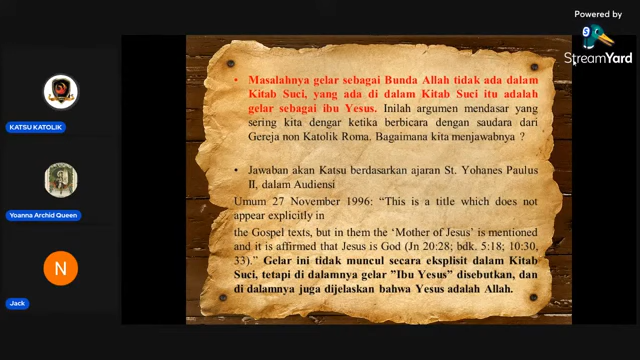 Powered by
StreamYard
• Masalahnya gelar sebagai Bunda Allah tidak ada dalam
Kitab Suci, yang ada di dalam Kitab Suci itu adalah
gelar sebagai ibu Yesus. Inilah argumen mendasar yang
sering kita dengar ketika berbicara dengan saudara dari
Gereja non Katolik Roma. Bagaimana kita menjawabnya ?
• Jawaban akan Katsu berdasarkan ajaran St. Yohanes Paulus
II, dalam Audiensi
Umum 27 November 1996: “This is a title which does not
appear explicitly in
the Gospel texts, but in them the ‘Mother of Jesus’ is mentioned
and it is affirmed that Jesus is God (Jn 20:28; bdk. 5:18; 10:30,
33).” Gelar ini tidak muncul secara eksplisit dalam Kitab
Suci, tetapi di dalamnya gelar ”Ibu Yesus” disebutkan, dan
di dalamnya juga dijelaskan bahwa Yesus adalah Allah.
KATSU KATOLIK
Yoanna Archid Queen
N
Jack